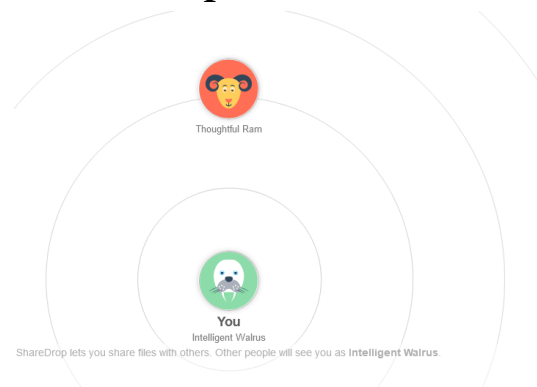 Thoughtful Ram
You
Intelligent Walrus
ShareDrop lets you share files with others. Other people will see you as Intelligent Walrus.